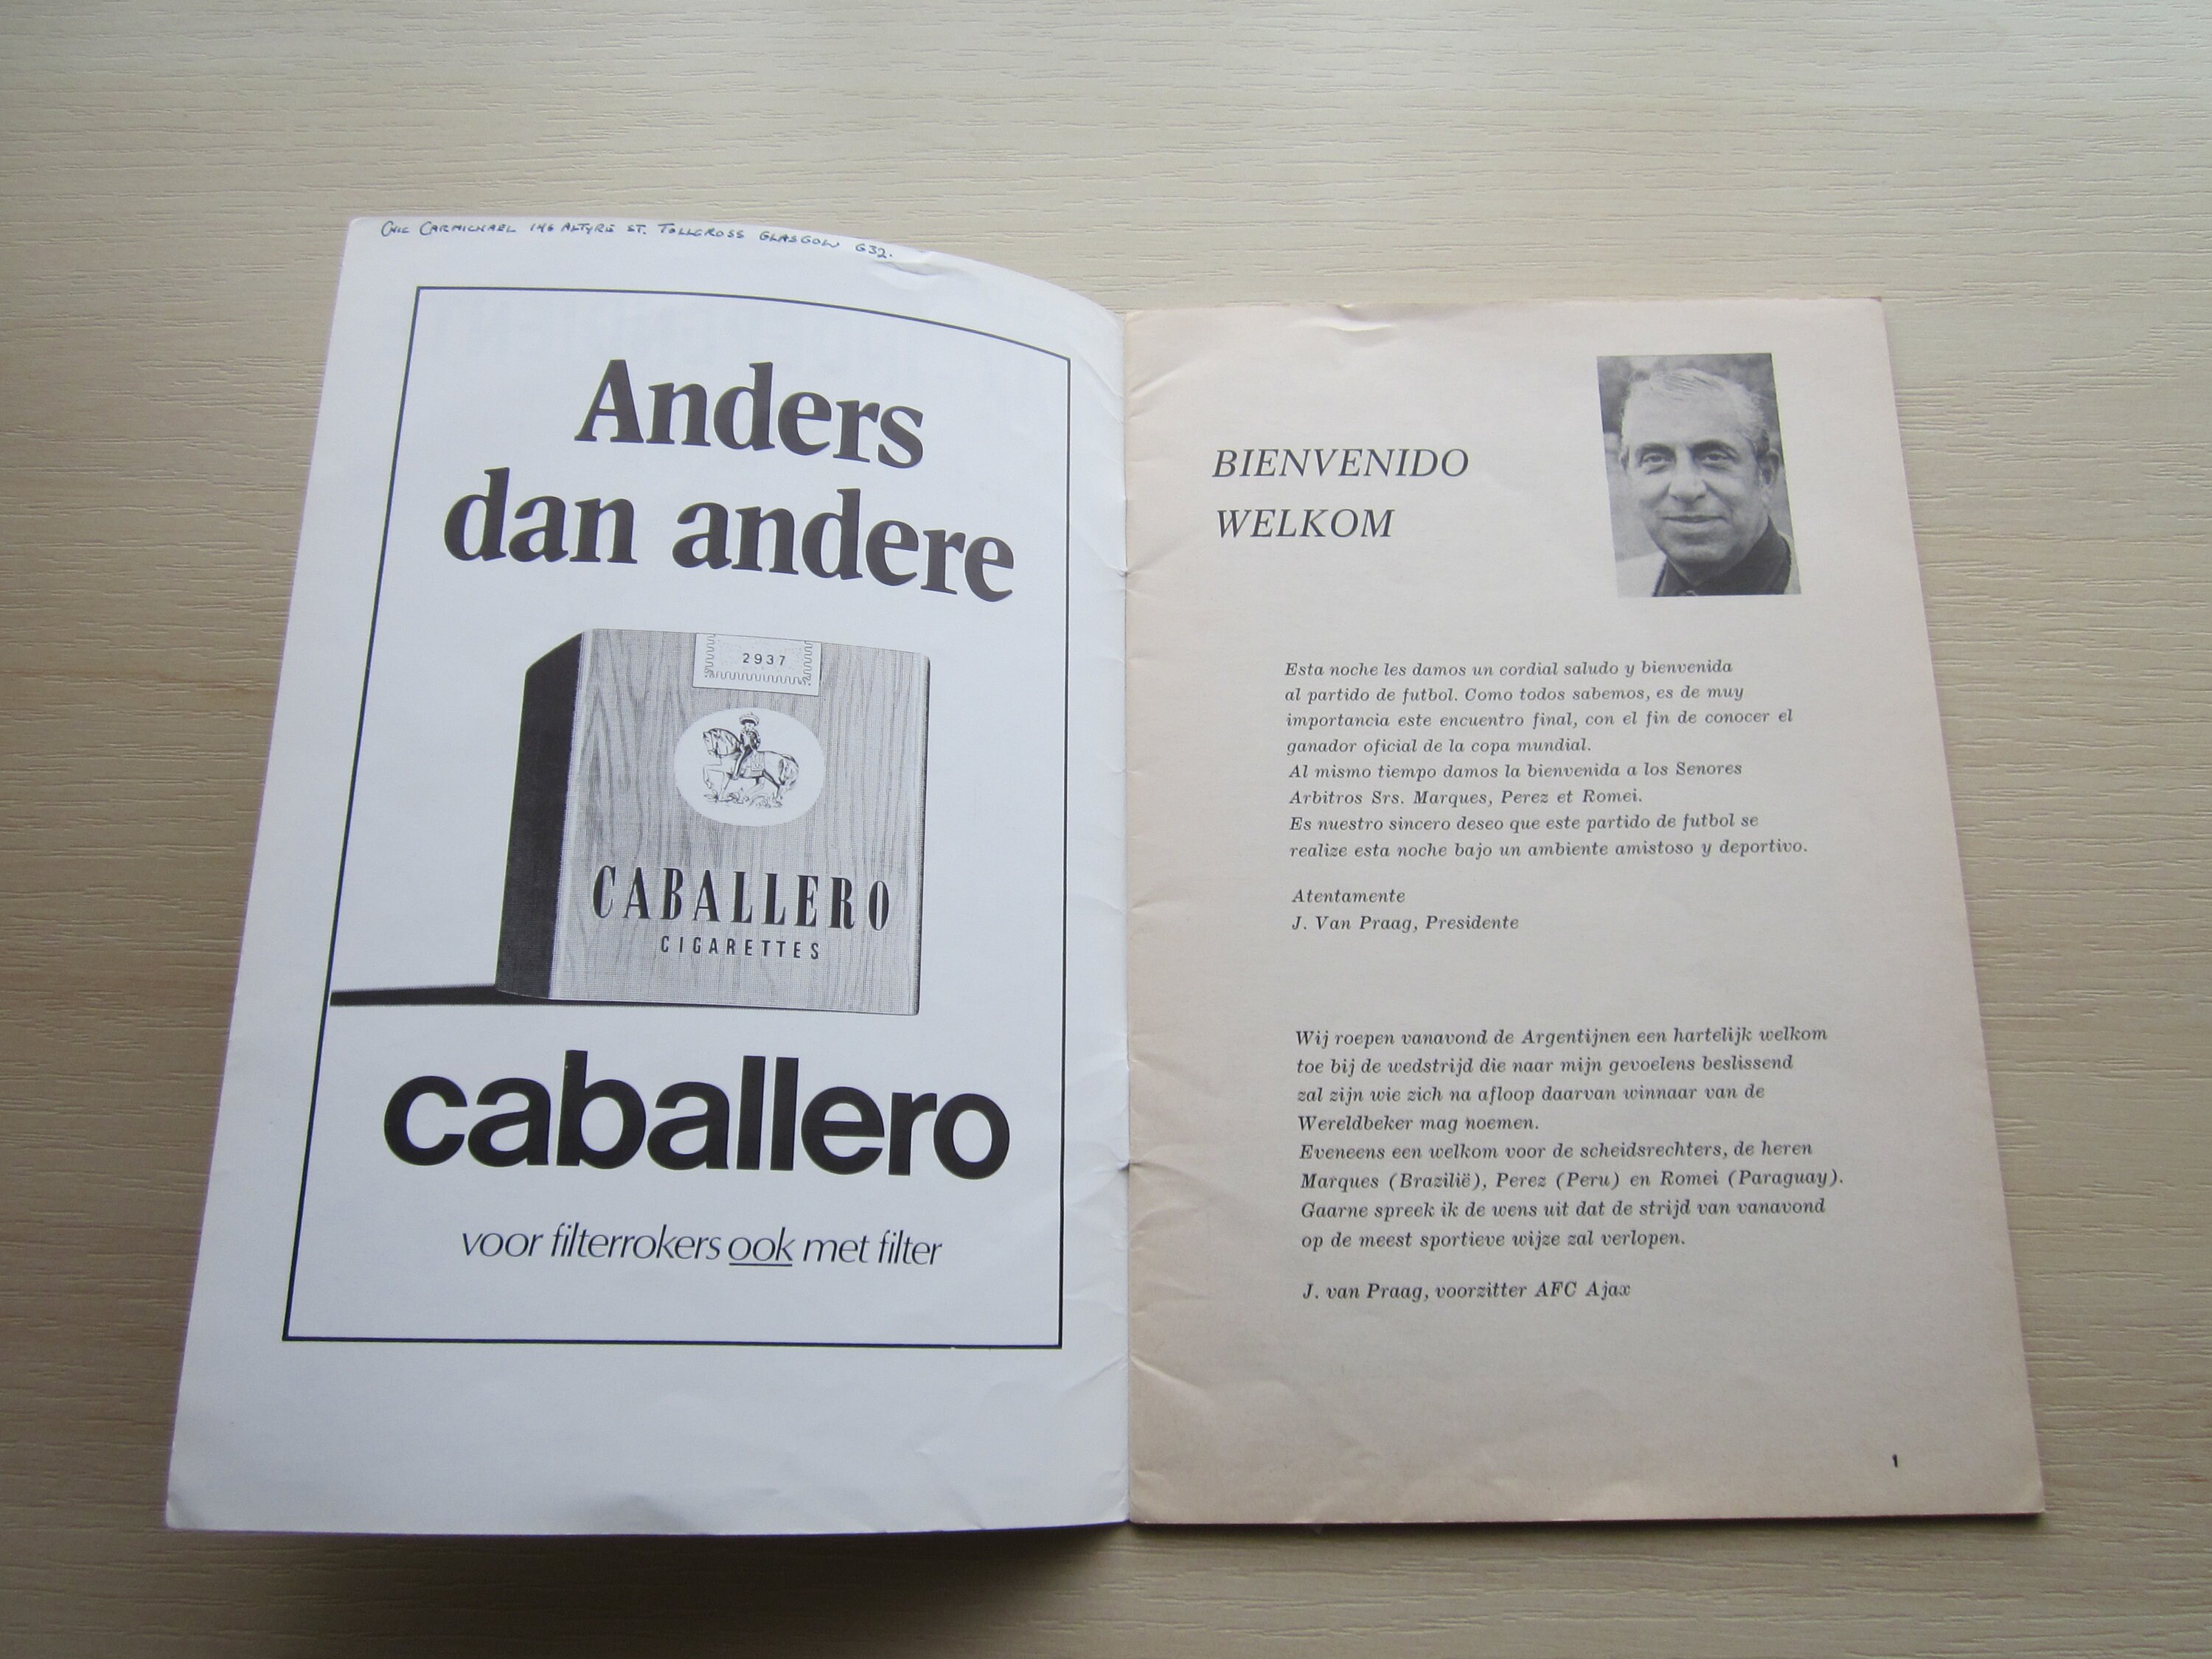 CHIC CARMICHAEL 146 ALTYRE ST. TOLLCROSS GLASGOW G32.
Anders
dan andere
2937
CABALLERO
CIGARETTES
caballero
voor filterrokers ook met filter
BIENVENIDO
WELKOM
Esta noche les damos un cordial saludo y bienvenida
al partido de futbol. Como todos sabemos, es de muy
importancia este encuentro final, con el fin de conocer el
ganador oficial de la copa mundial.
Al mismo tiempo damos la bienvenida a los Senores
Arbitros Srs. Marques, Perez et Romei.
Es nuestro sincero deseo que este partido de futbol se
realize esta noche bajo un ambiente amistoso y deportivo.
Atentamente
J. Van Praag, Presidente
Wij roepen vanavond de Argentijnen een hartelijk welkom
toe bij de wedstrijd die naar mijn gevoelens beslissend
zal zijn wie zich na afloop daarvan winnaar van de
Wereldbeker mag noemen.
Eveneens een welkom voor de scheidsrechters, de heren
Marques (Brazilië), Perez (Peru) en Romei (Paraguay).
Gaarne spreek ik de wens uit dat de strijd van vanavond
op de meest sportieve wijze zal verlopen.
J. van Praag, voorzitter AFC Ajax
1